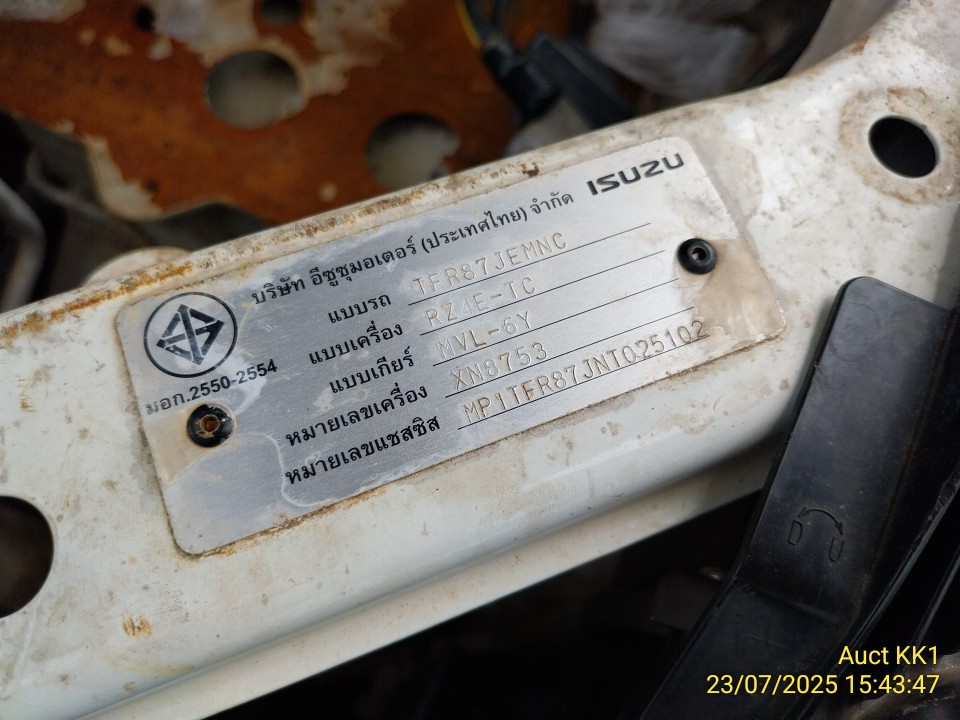 บริษัท อีซูซุมอเตอร์ (ประเทศไทย) จำกัด ISUZU
แบบรถ TFR87JEMNC
แบบเครื่อง RZ4E-TC
แบบเกียร์ MVL-6Y
หมายเลขเครื่อง XN8753
หมายเลขแชสซิส MP1TFR87JNT025102
มอก.2550-2554
Auct KK1
23/07/2025 15:43:47